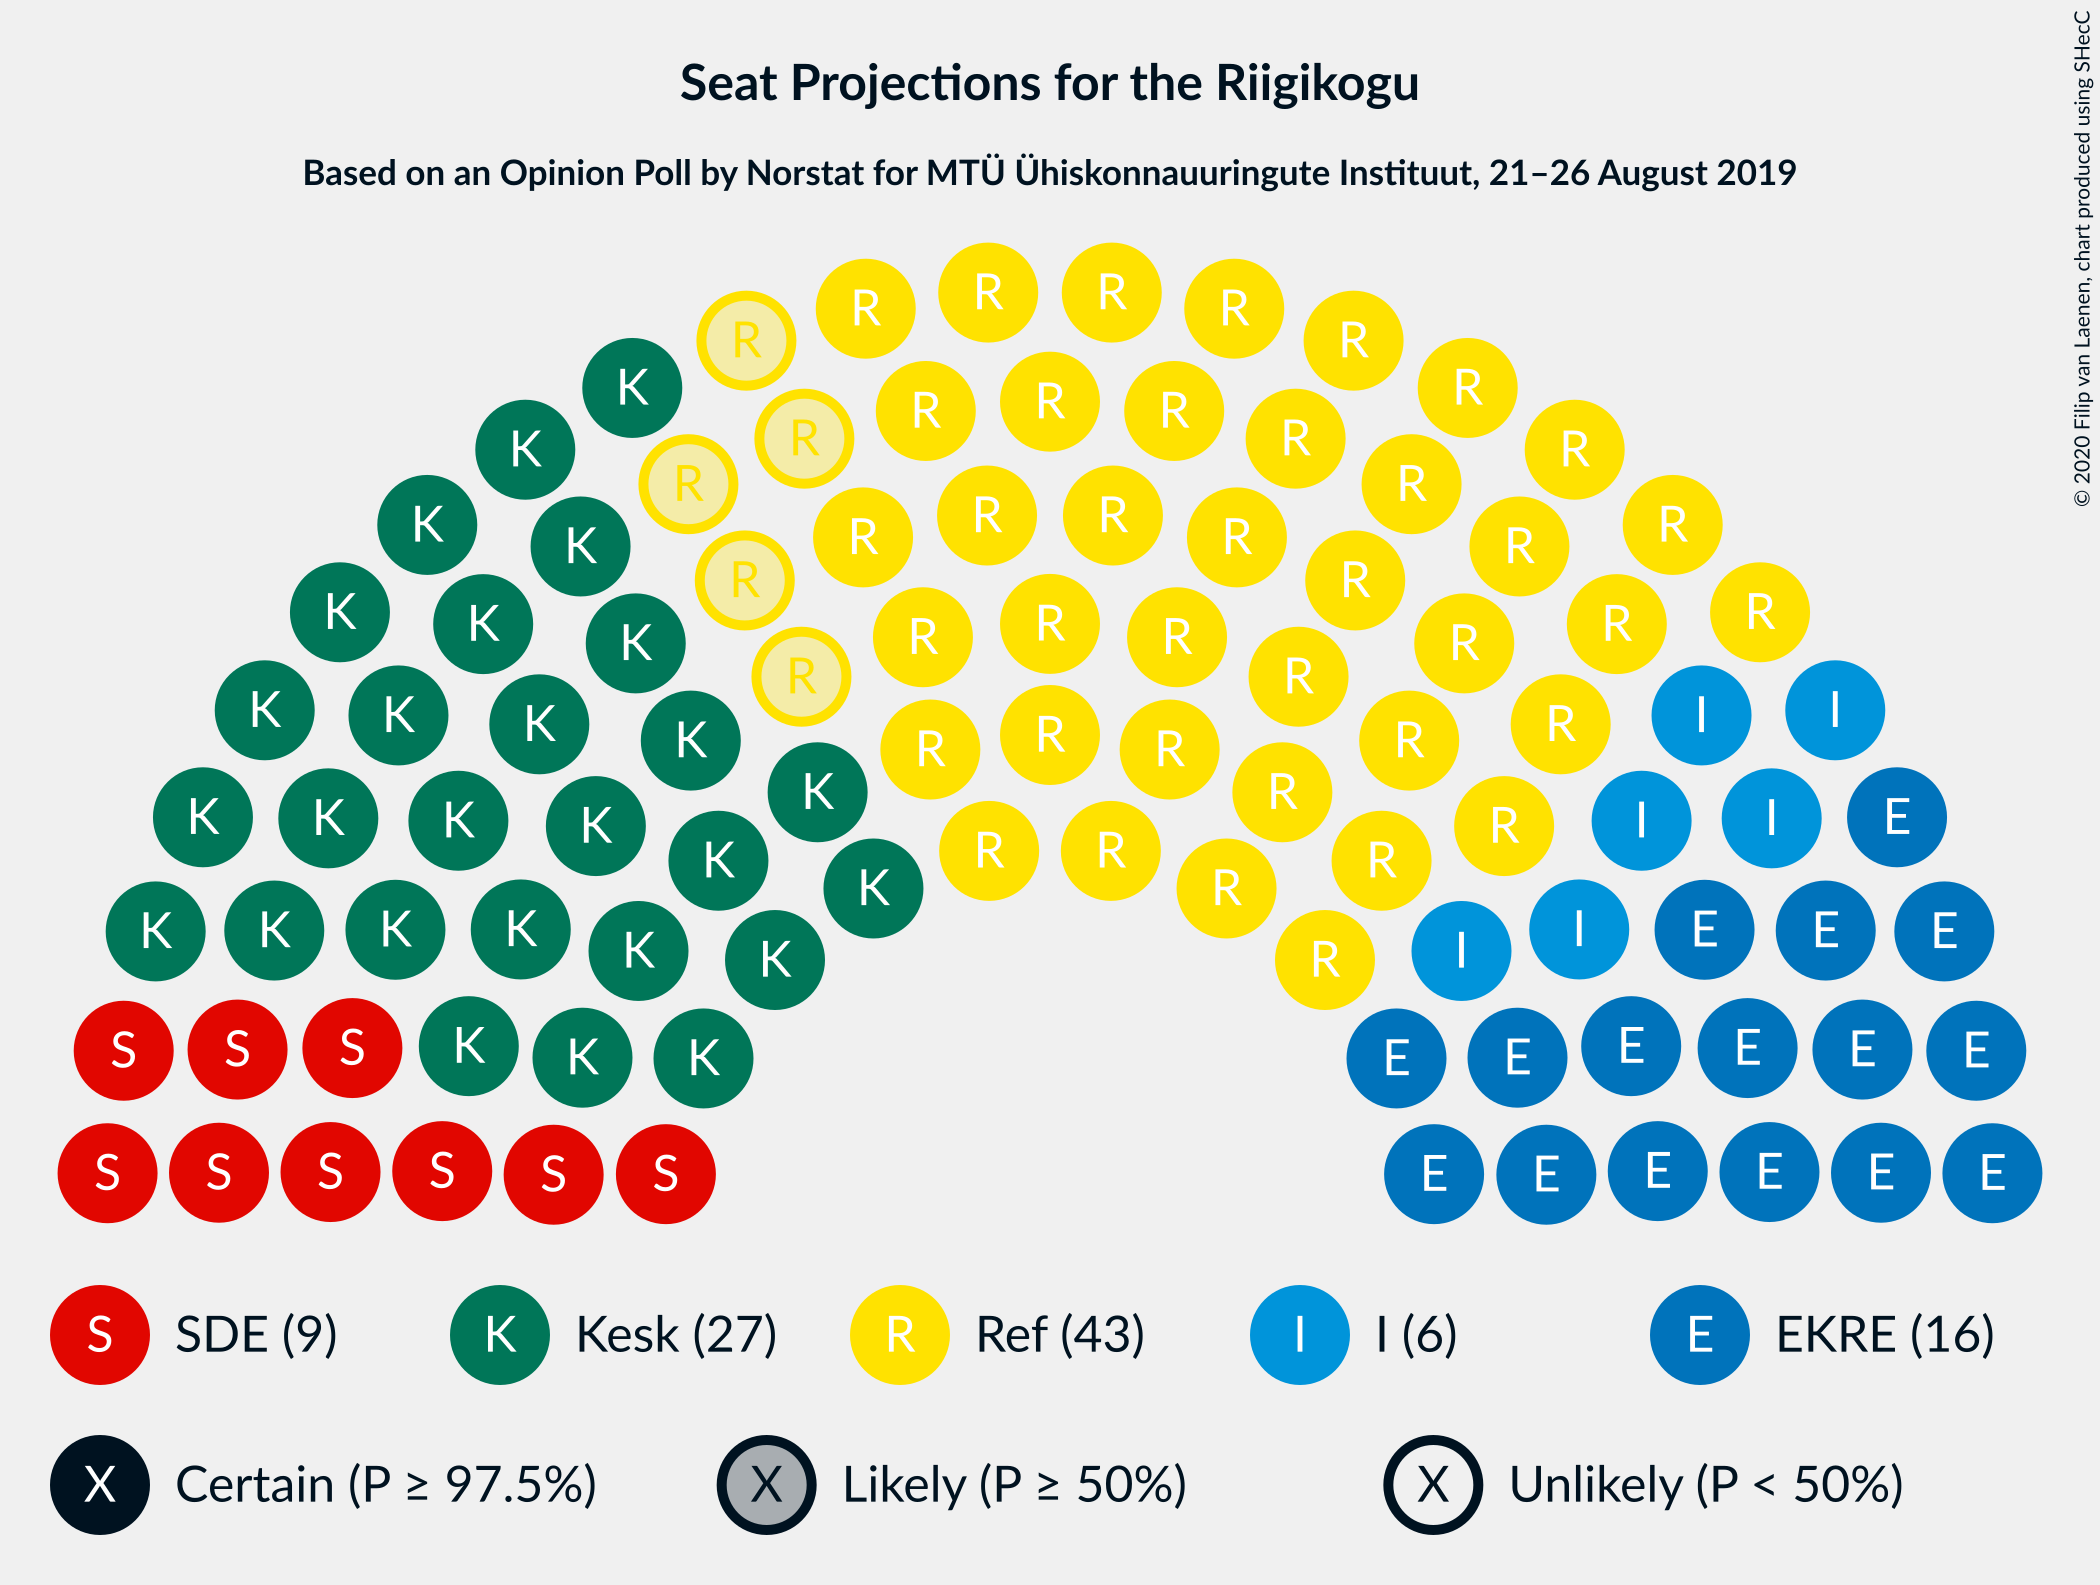 Seat Projections for the Riigikogu
Based on an Opinion Poll by Norstat for MTÜ Ühiskonnauuringute Instituut, 21–26 August 2019
© 2020 Filip van Laenen, chart produced using SHecC
R R R R
R R
K R
R R R
R R
K R
R R
K R
R R R R
K R
R R
K R
K R
K R
R R R
R R
K R
R R
K I I
K R
K R
R R R
K R
K I I E
K I
K R
K R
R R
K R
K R
K I
K E E
K E
K I
K R
S E
S E
S E
K E
K E
K E
S S S S S S E E E E E E
S SDE (9) K Kesk (27) R Ref (43) I I (6) E EKRE (16)
X Certain (P ≥ 97.5%) X Likely (P ≥ 50%) X Unlikely (P < 50%)